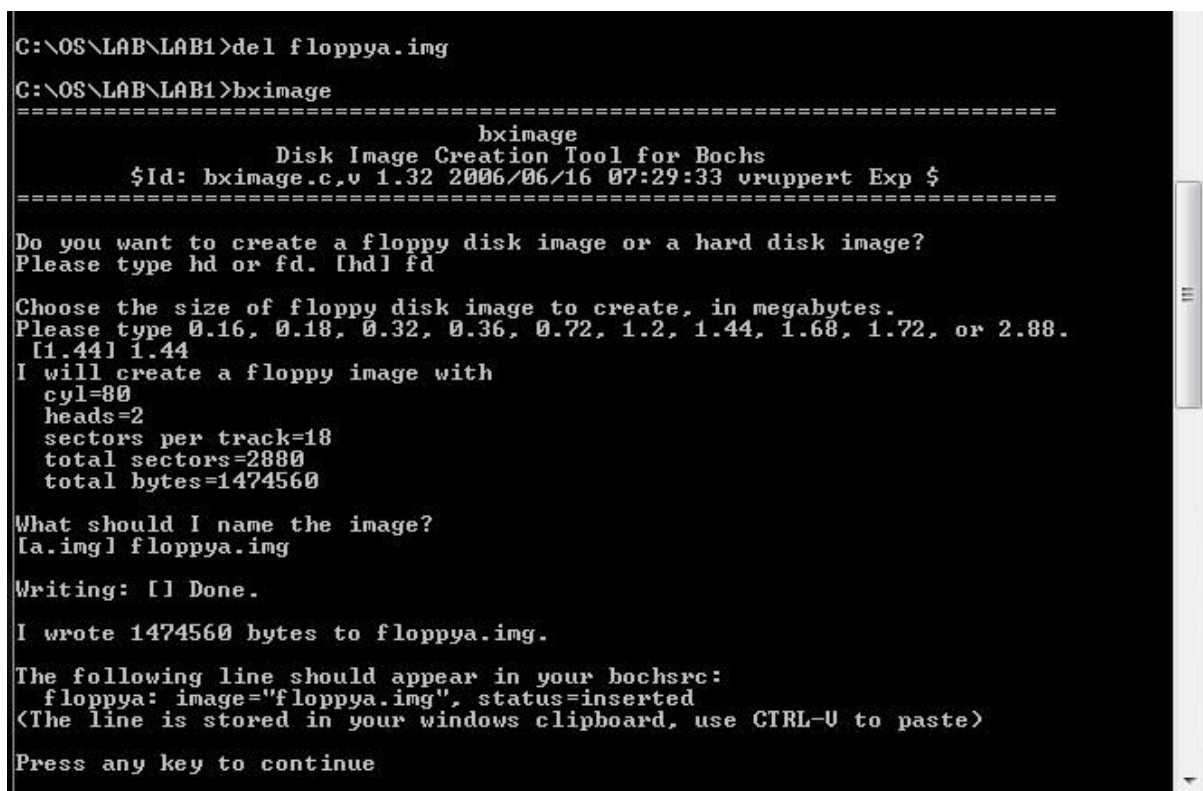 C:\OS\LAB\LAB1>del floppya.img
C:\OS\LAB\LAB1>bximage
========================================================================
bximage
Disk Image Creation Tool for Bochs
$Id: bximage.c,v 1.32 2006/06/16 07:29:33 vruppert Exp $
========================================================================
Do you want to create a floppy disk image or a hard disk image?
Please type hd or fd. [hd] fd
Choose the size of floppy disk image to create, in megabytes.
Please type 0.16, 0.18, 0.32, 0.36, 0.72, 1.2, 1.44, 1.68, 1.72, or 2.88.
[1.44] 1.44
I will create a floppy image with
cyl=80
heads=2
sectors per track=18
total sectors=2880
total bytes=1474560
What should I name the image?
[a.img] floppya.img
Writing: [] Done.
I wrote 1474560 bytes to floppya.img.
The following line should appear in your bochsrc:
floppya: image="floppya.img", status=inserted
(The line is stored in your windows clipboard, use CTRL-V to paste)
Press any key to continue